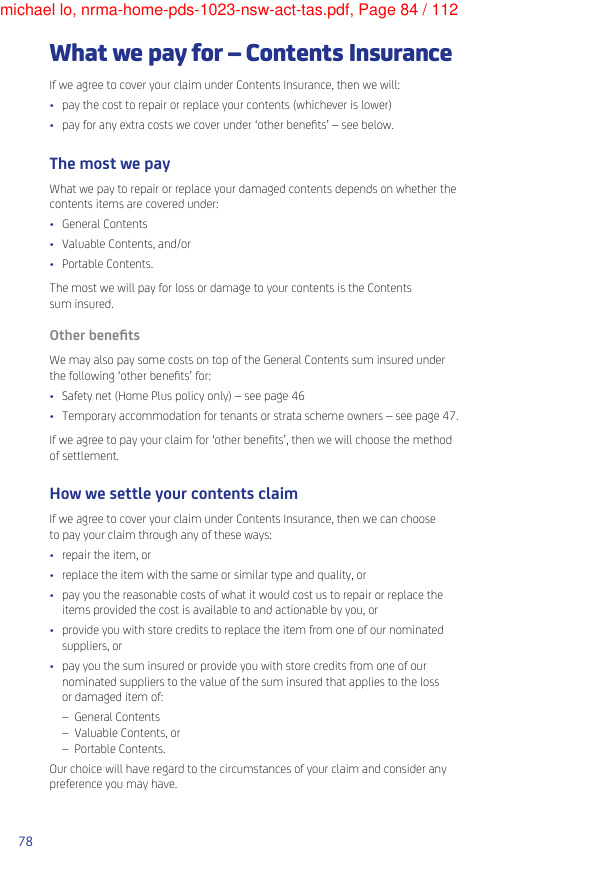 michael lo, nrma-home-pds-1023-nsw-act-tas.pdf, Page 84 / 112
What we pay for – Contents Insurance
If we agree to cover your claim under Contents Insurance, then we will:
• pay the cost to repair or replace your contents (whichever is lower)
• pay for any extra costs we cover under ‘other benefits’ – see below.
The most we pay
What we pay to repair or replace your damaged contents depends on whether the
contents items are covered under:
• General Contents
• Valuable Contents, and/or
• Portable Contents.
The most we will pay for loss or damage to your contents is the Contents
sum insured.
Other benefits
We may also pay some costs on top of the General Contents sum insured under
the following ‘other benefits’ for:
• Safety net (Home Plus policy only) – see page 46
• Temporary accommodation for tenants or strata scheme owners – see page 47.
If we agree to pay your claim for ‘other benefits’, then we will choose the method
of settlement.
How we settle your contents claim
If we agree to cover your claim under Contents Insurance, then we can choose
to pay your claim through any of these ways:
• repair the item, or
• replace the item with the same or similar type and quality, or
• pay you the reasonable costs of what it would cost us to repair or replace the
items provided the cost is available to and actionable by you, or
• provide you with store credits to replace the item from one of our nominated
suppliers, or
• pay you the sum insured or provide you with store credits from one of our
nominated suppliers to the value of the sum insured that applies to the loss
or damaged item of:
– General Contents
– Valuable Contents, or
– Portable Contents.
Our choice will have regard to the circumstances of your claim and consider any
preference you may have.
78